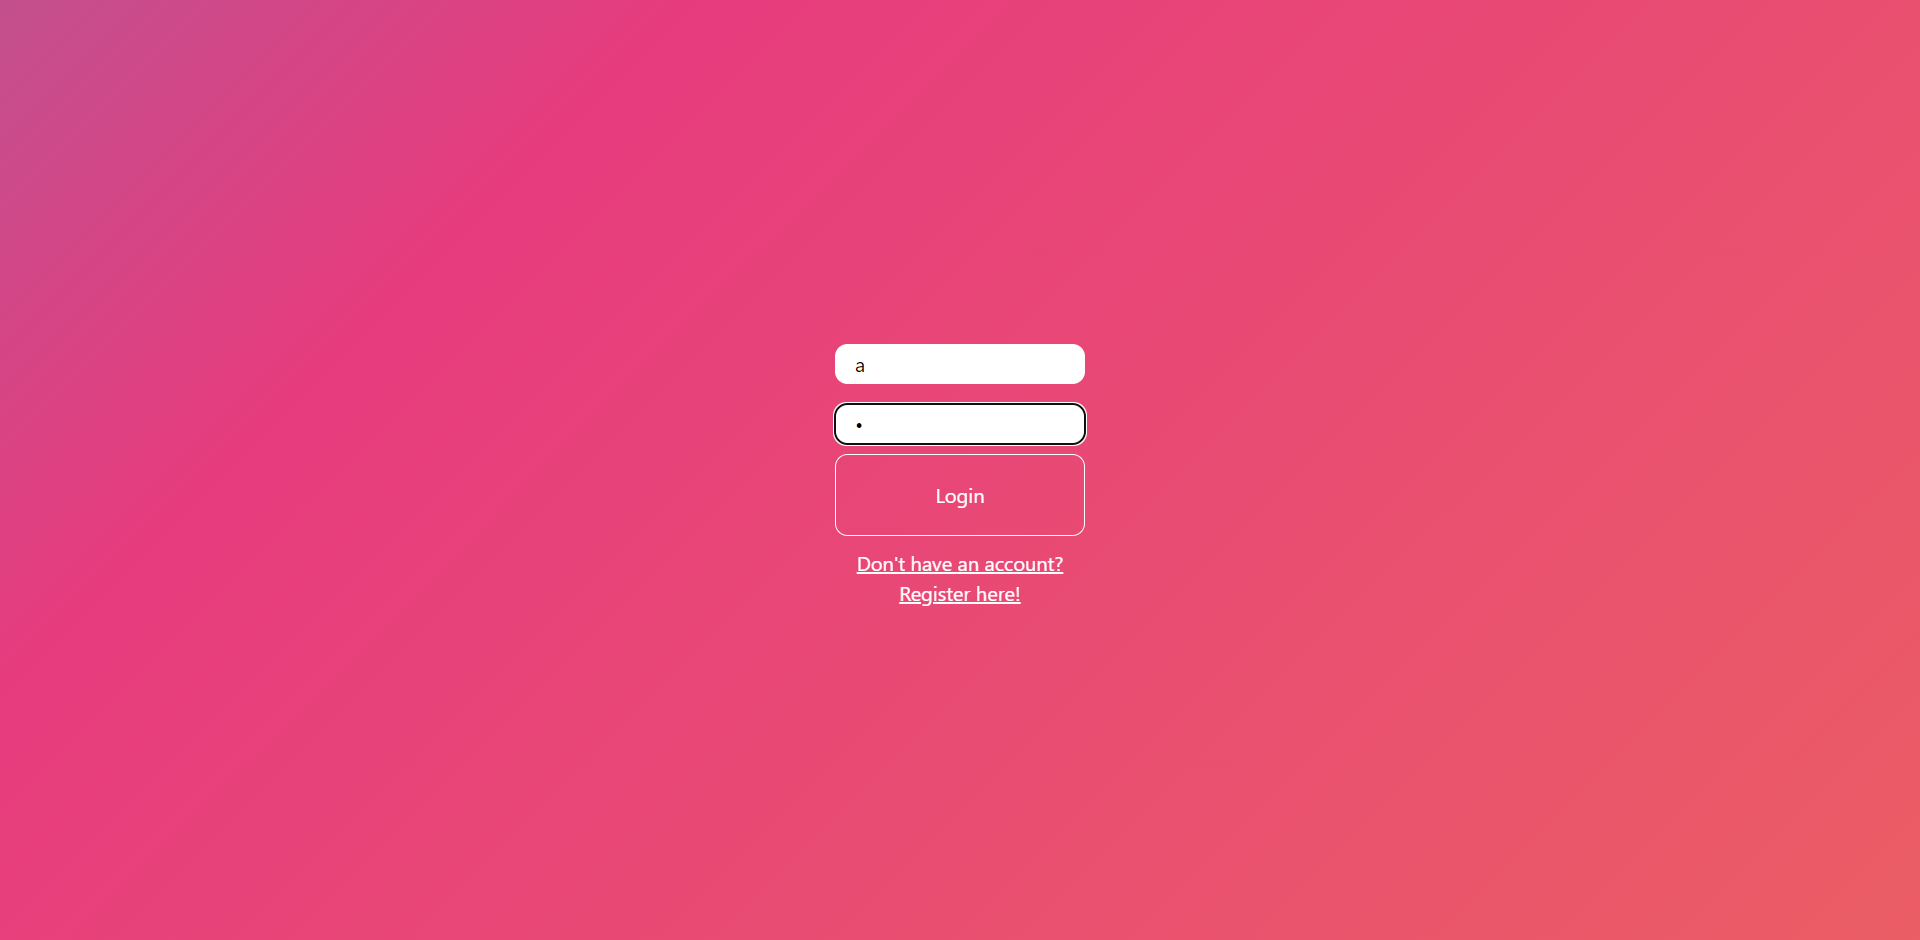 a
•
Login
Don't have an account?
Register here!